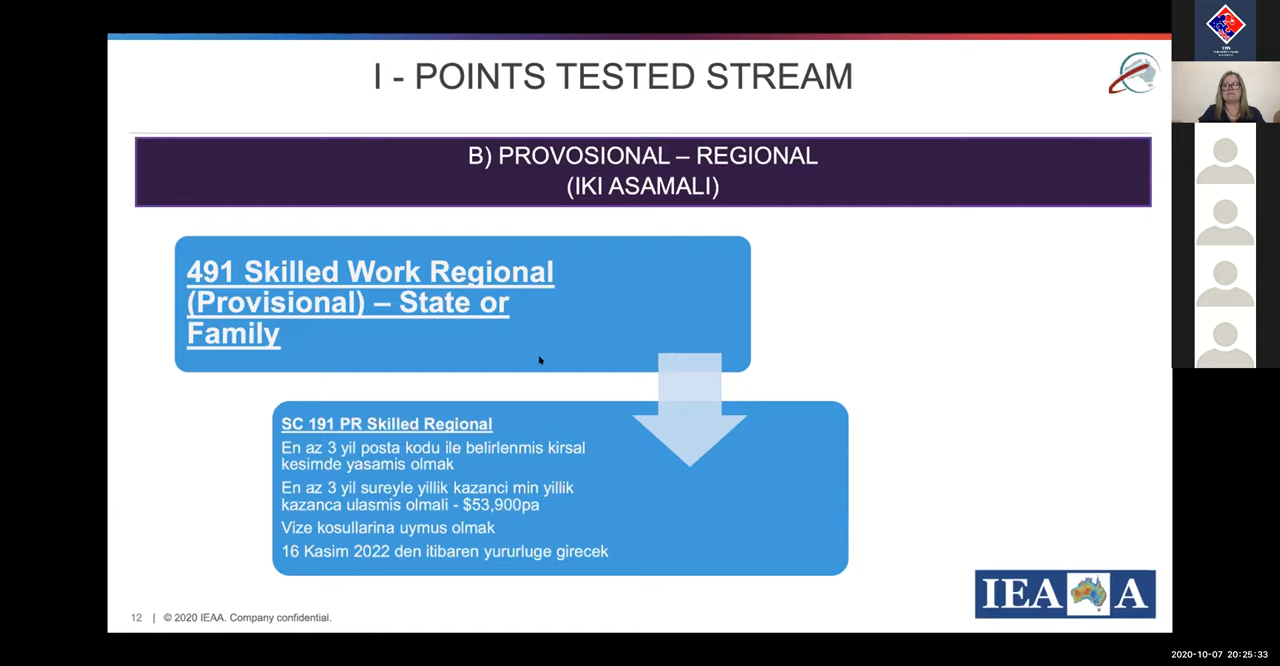 I - POINTS TESTED STREAM
B) PROVOSIONAL – REGIONAL
(IKI ASAMALI)
491 Skilled Work Regional
(Provisional) – State or
Family
SC 191 PR Skilled Regional
En az 3 yil posta kodu ile belirlenmis kirsal
kesimde yasamis olmak
En az 3 yil sureyle yillik kazanci min yillik
kazanca ulasmis olmali - $53,900pa
Vize kosullarina uymus olmak
16 Kasim 2022 den itibaren yururluge girecek
IEA A
12 | © 2020 IEAA. Company confidential.
2020-10-07 20:25:33